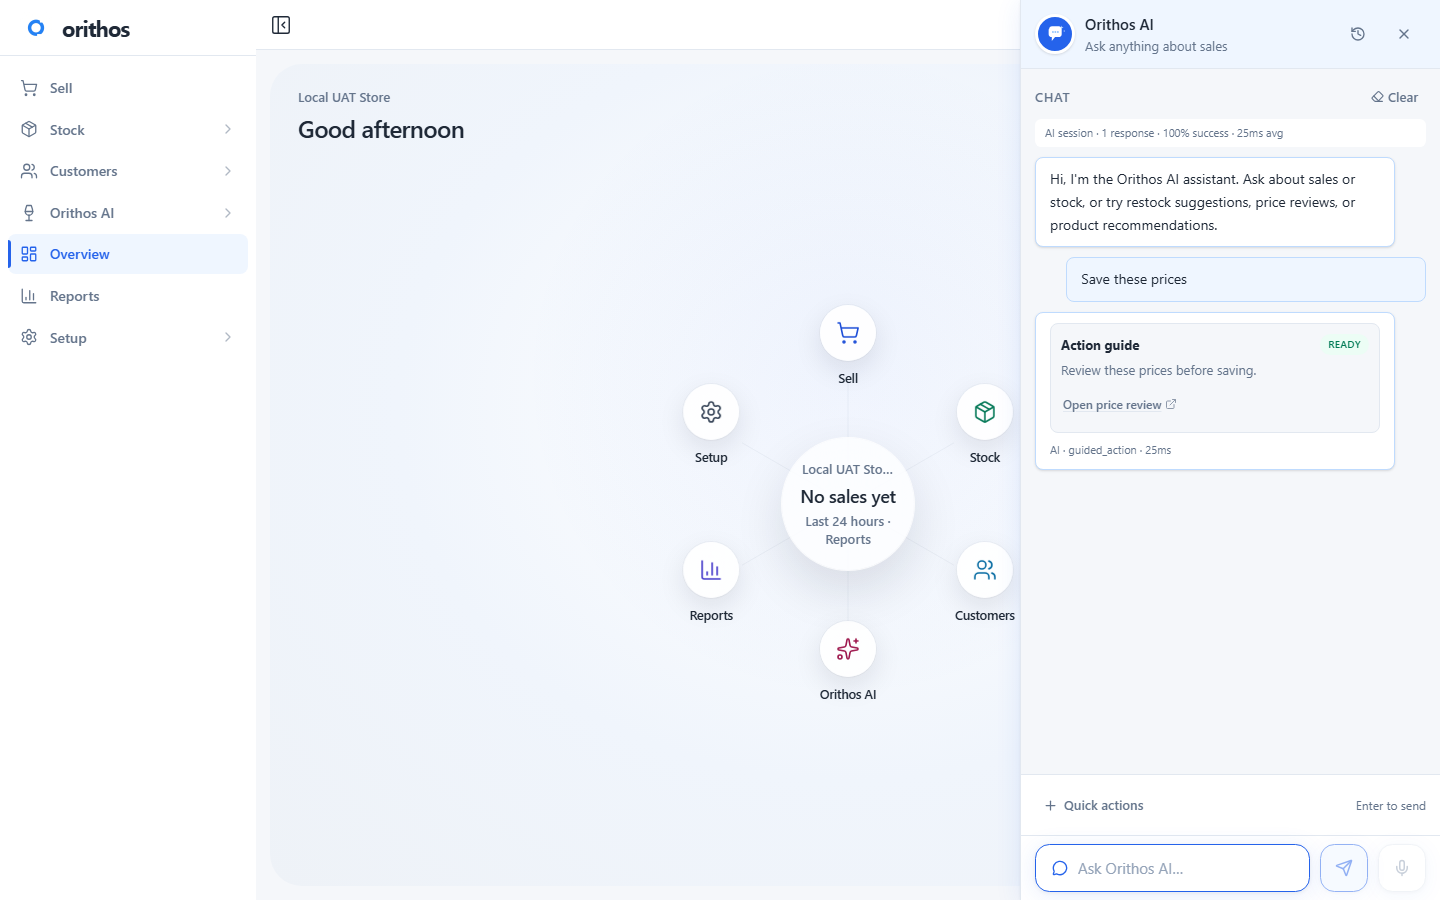 orithos
Sell
Stock
Customers
Orithos AI
Overview
Reports
Setup
Local UAT Store
Good afternoon
Sell
Setup
Stock
Local UAT Sto...
No sales yet
Last 24 hours ·
Reports
Reports
Customers
Orithos AI
Orithos AI
Ask anything about sales
CHAT
Clear
AI session · 1 response · 100% success · 25ms avg
Hi, I'm the Orithos AI assistant. Ask about sales or
stock, or try restock suggestions, price reviews, or
product recommendations.
Save these prices
Action guide
READY
Review these prices before saving.
Open price review
AI · guided_action · 25ms
Quick actions
Enter to send
Ask Orithos AI...